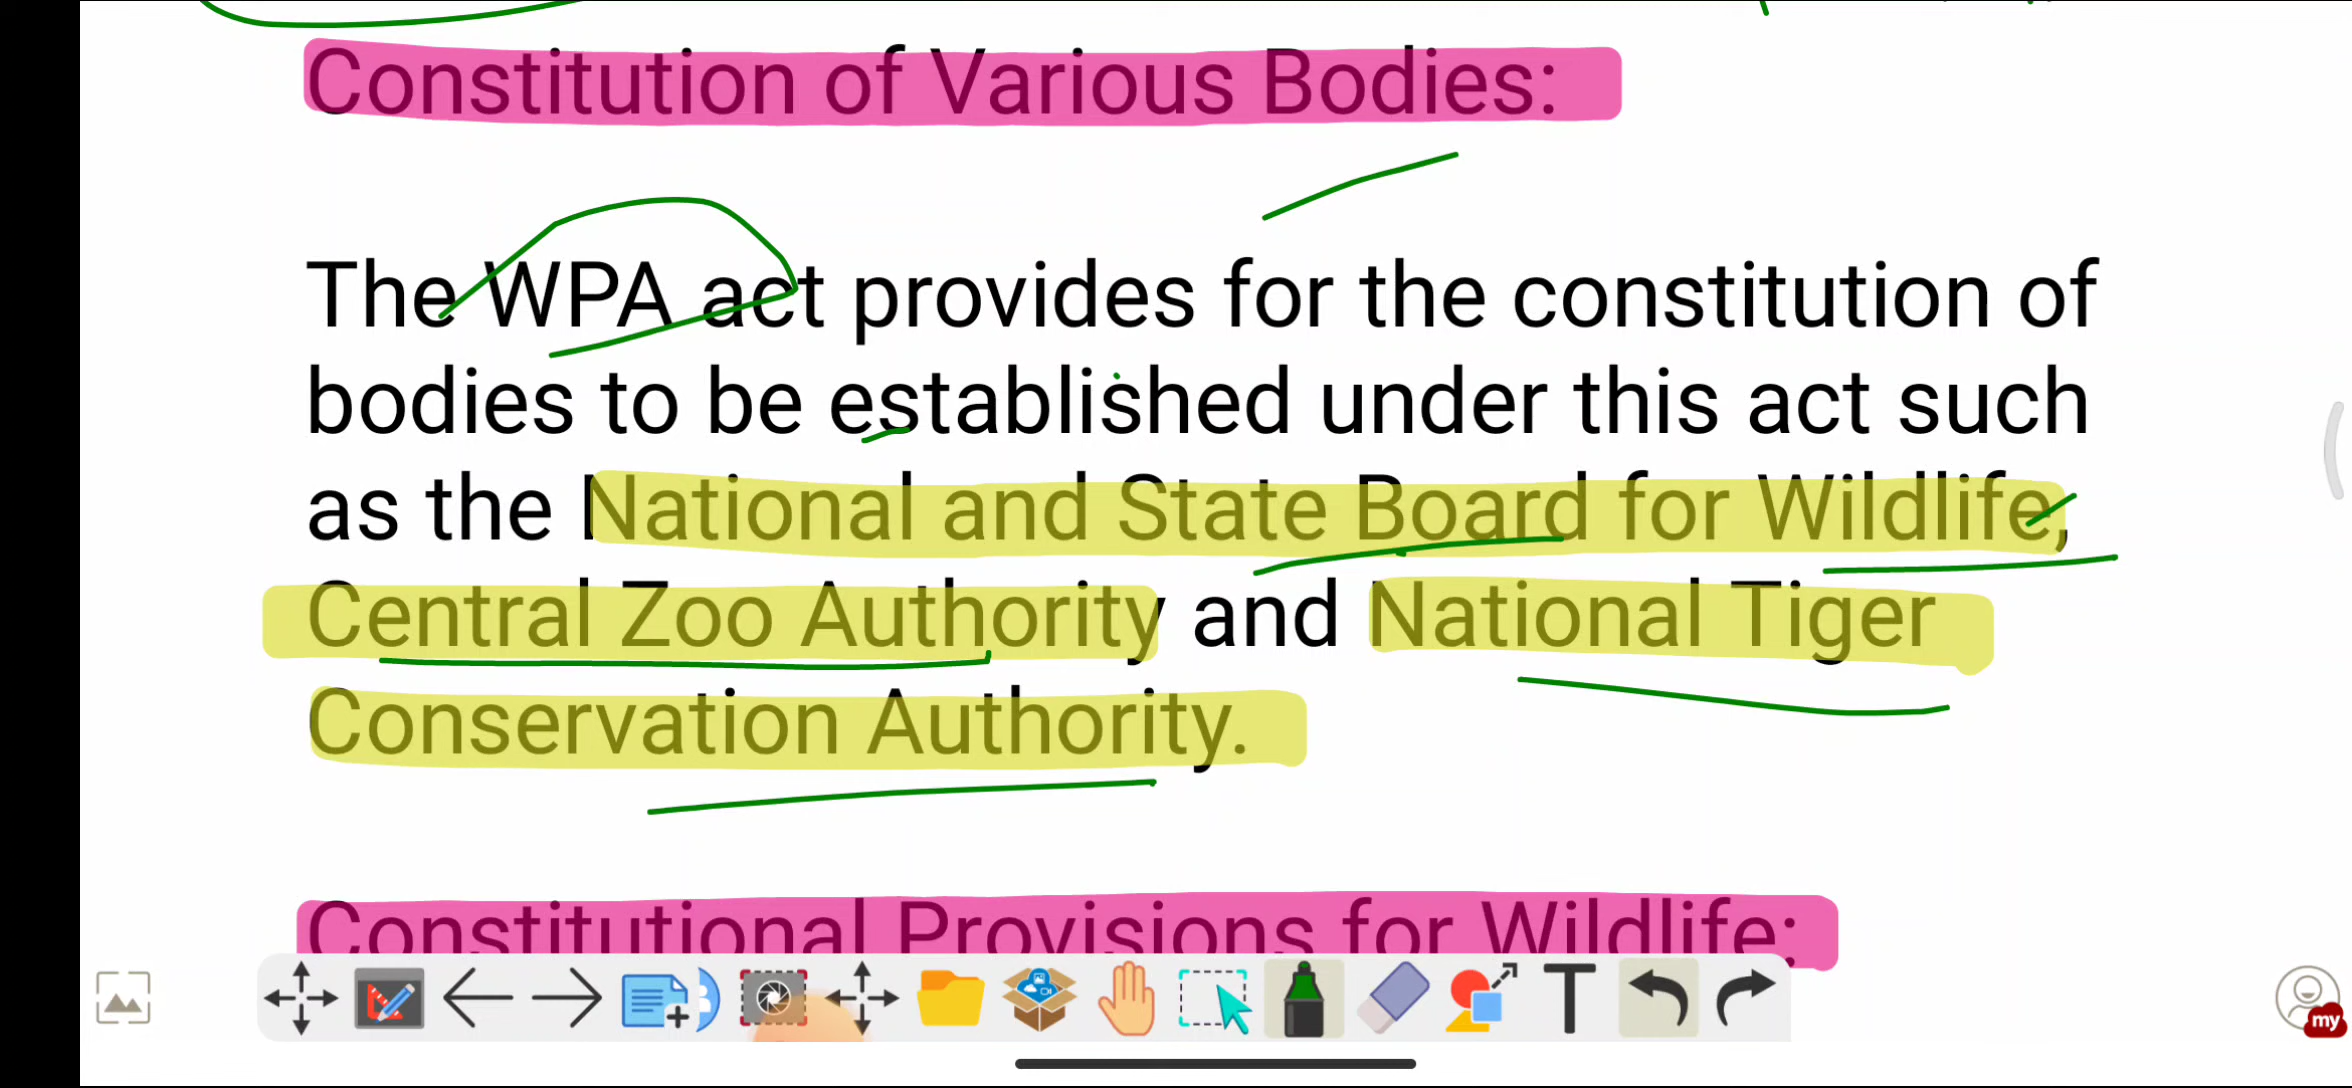 Constitution of Various Bodies:
The WPA act provides for the constitution of
bodies to be established under this act such
as the National and State Board for Wildlife,
Central Zoo Authority and National Tiger
Conservation Authority.
Constitutional Provisions for Wildlife:
T
my